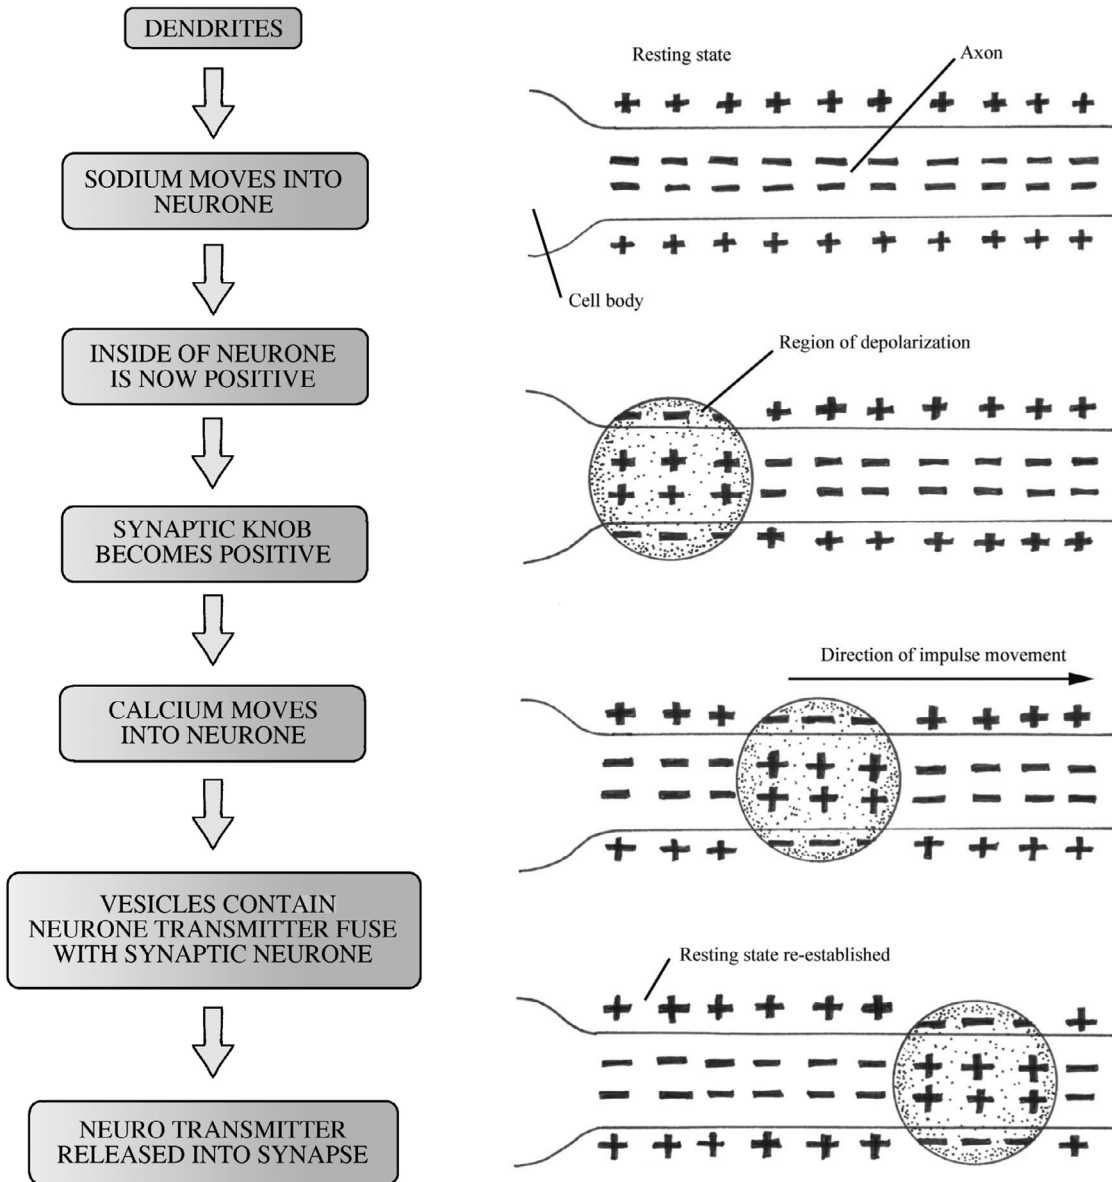 DENDRITES
SODIUM MOVES INTO
NEURONE
INSIDE OF NEURONE
IS NOW POSITIVE
SYNAPTIC KNOB
BECOMES POSITIVE
CALCIUM MOVES
INTO NEURONE
VESICLES CONTAIN
NEURONE TRANSMITTER FUSE
WITH SYNAPTIC NEURONE
NEURO TRANSMITTER
RELEASED INTO SYNAPSE
Resting state
Axon
Cell body
Region of depolarization
Direction of impulse movement
Resting state re-established